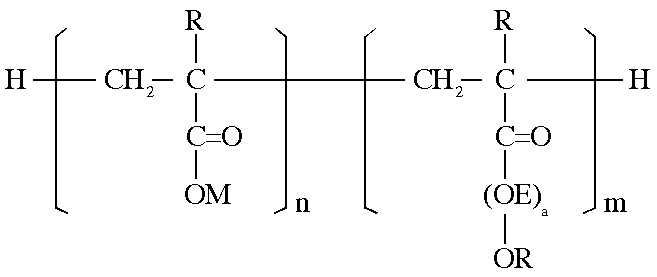 R R
H CH₂ C CH₂ C H
C=O C=O
OM n (OE)ₐ m
OR